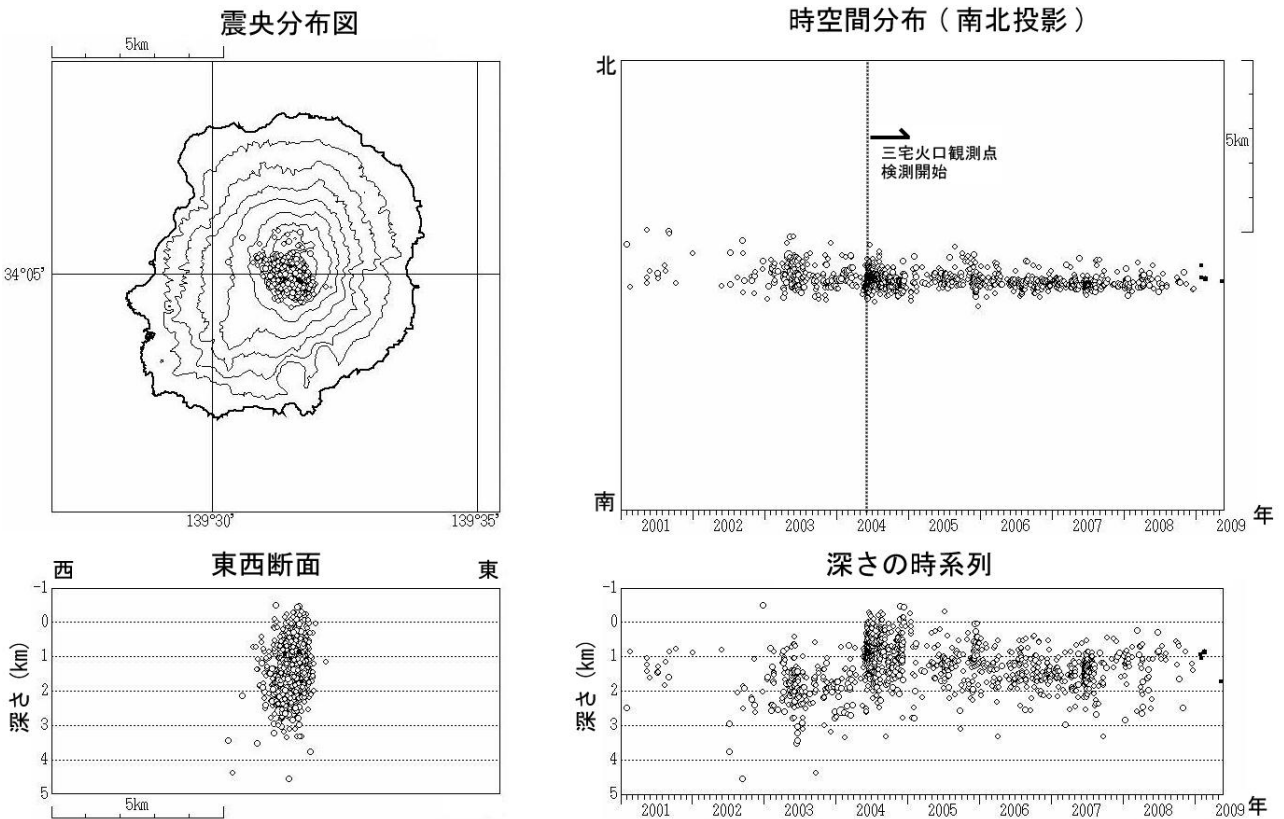 震央分布図
5km
34°05'
139°30'
139°35'
時空間分布（南北投影）
北
三宅火口観測点
検測開始
5km
南
2001 2002 2003 2004 2005 2006 2007 2008 2009 年
西 東西断面 東
-1
0
1
2
3
4
5
深さ (km)
5km
深さの時系列
-1
0
1
2
3
4
5
深さ (km)
2001 2002 2003 2004 2005 2006 2007 2008 2009 年